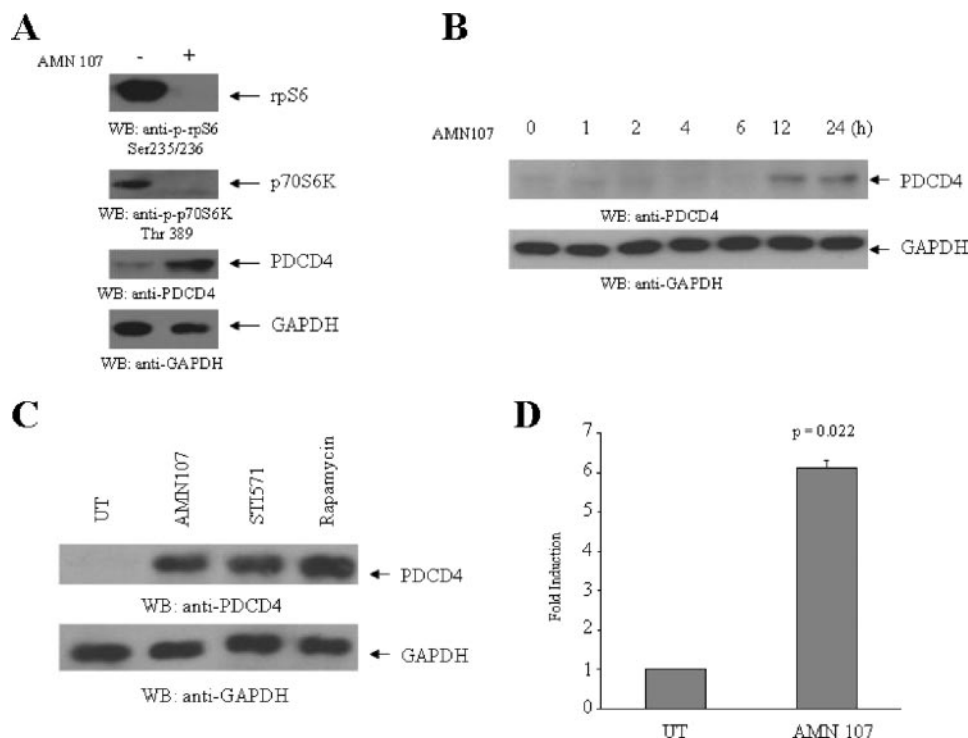 A
AMN 107 - +
rpS6
WB: anti-p-rpS6
Ser235/236
p70S6K
WB: anti-p-p70S6K
Thr 389
PDCD4
WB: anti-PDCD4
GAPDH
WB: anti-GAPDH
B
AMN107 0 1 2 4 6 12 24 (h)
PDCD4
WB: anti-PDCD4
GAPDH
WB: anti-GAPDH
C
UT AMN107 STI571 Rapamycin
PDCD4
WB: anti-PDCD4
GAPDH
WB: anti-GAPDH
D
p = 0.022
7
6
5
4
3
2
1
0
Fold Induction
UT AMN 107